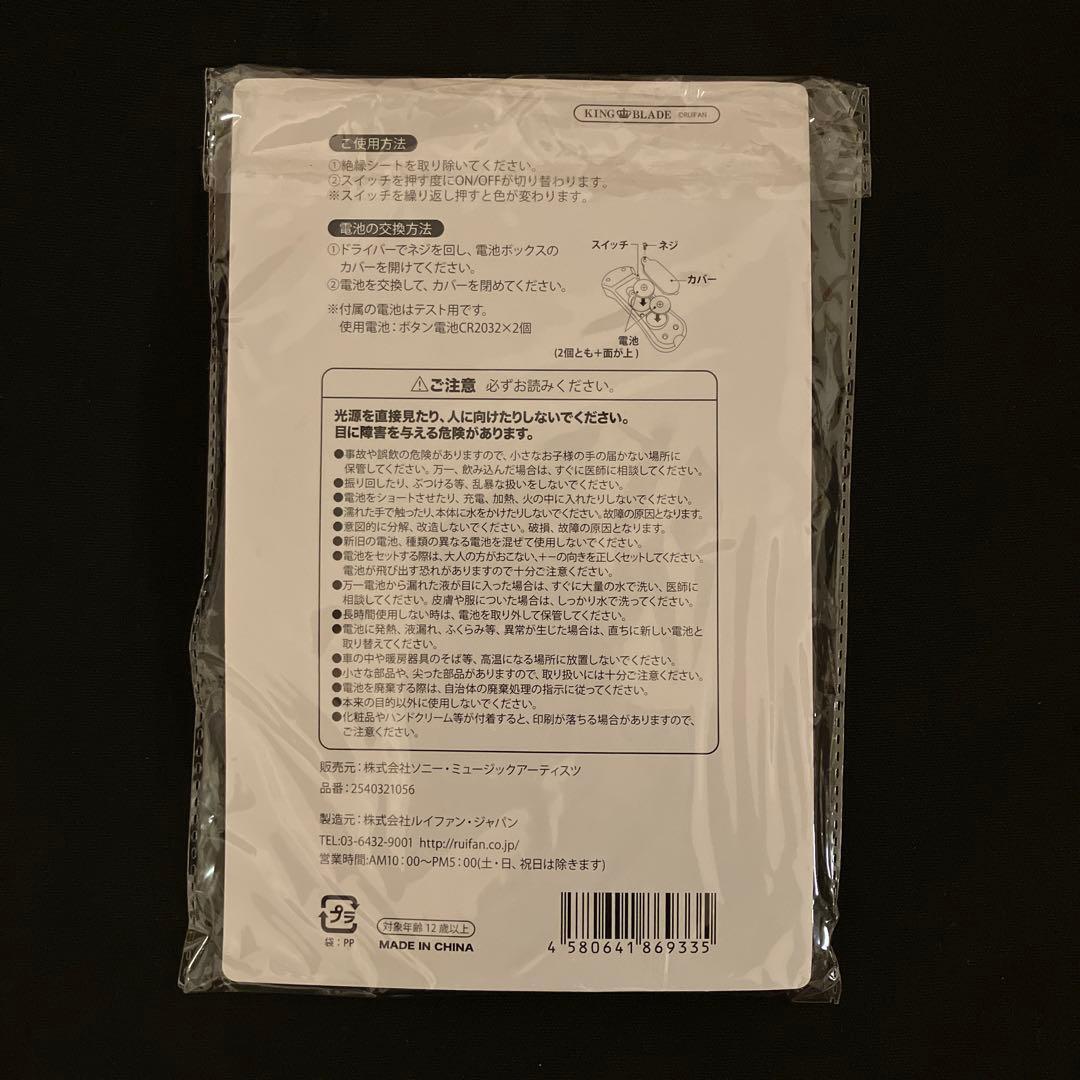 KING BLADE ©RUIFAN
ご使用方法
①絶縁シートを取り除いてください。
②スイッチを押す度にON/OFFが切り替わります。
※スイッチを繰り返し押すと色が変わります。
電池の交換方法
①ドライバーでネジを回し、電池ボックスの
カバーを開けてください。
②電池を交換して、カバーを閉めてください。
※付属の電池はテスト用です。
使用電池：ボタン電池CR2032×2個
スイッチ
ネジ
カバー
電池
(2個とも＋面が上)
⚠ご注意 必ずお読みください。
光源を直接見たり、人に向けたりしないでください。
目に障害を与える危険があります。
●事故や誤飲の危険がありますので、小さなお子様の手の届かない場所に
保管してください。万一、飲み込んだ場合は、すぐに医師に相談してください。
●振り回したり、ぶつける等、乱暴な扱いをしないでください。
●電池をショートさせたり、充電、加熱、火の中に入れたりしないでください。
●濡れた手で触ったり、本体に水をかけたりしないでください。故障の原因となります。
●意図的に分解、改造しないでください。破損、故障の原因となります。
●新旧の電池、種類の異なる電池を混ぜて使用しないでください。
●電池をセットする際は、大人の方がおこない、＋－の向きを正しくセットしてください。
電池が飛び出す恐れがありますので十分ご注意ください。
●万一電池から漏れた液が目に入った場合は、すぐに大量の水で洗い、医師に
相談してください。皮膚や服についた場合は、しっかり水で洗ってください。
●長時間使用しない時は、電池を取り外して保管してください。
●電池に発熱、液漏れ、ふくらみ等、異常が生じた場合は、直ちに新しい電池と
取り替えてください。
●車の中や暖房器具のそば等、高温になる場所に放置しないでください。
●小さな部品や、尖った部品がありますので、取り扱いには十分ご注意ください。
●電池を廃棄する際は、自治体の廃棄処理の指示に従ってください。
●本来の目的以外に使用しないでください。
●化粧品やハンドクリーム等が付着すると、印刷が落ちる場合がありますので、
ご注意ください。
販売元：株式会社ソニー・ミュージックアーティスツ
品番：2540321056
製造元：株式会社ルイファン・ジャパン
TEL:03-6432-9001 http://ruifan.co.jp/
営業時間:AM10：00〜PM5：00(土・日、祝日は除きます)
プラ
袋：PP
対象年齢12歳以上
MADE IN CHINA
4 580641 869335